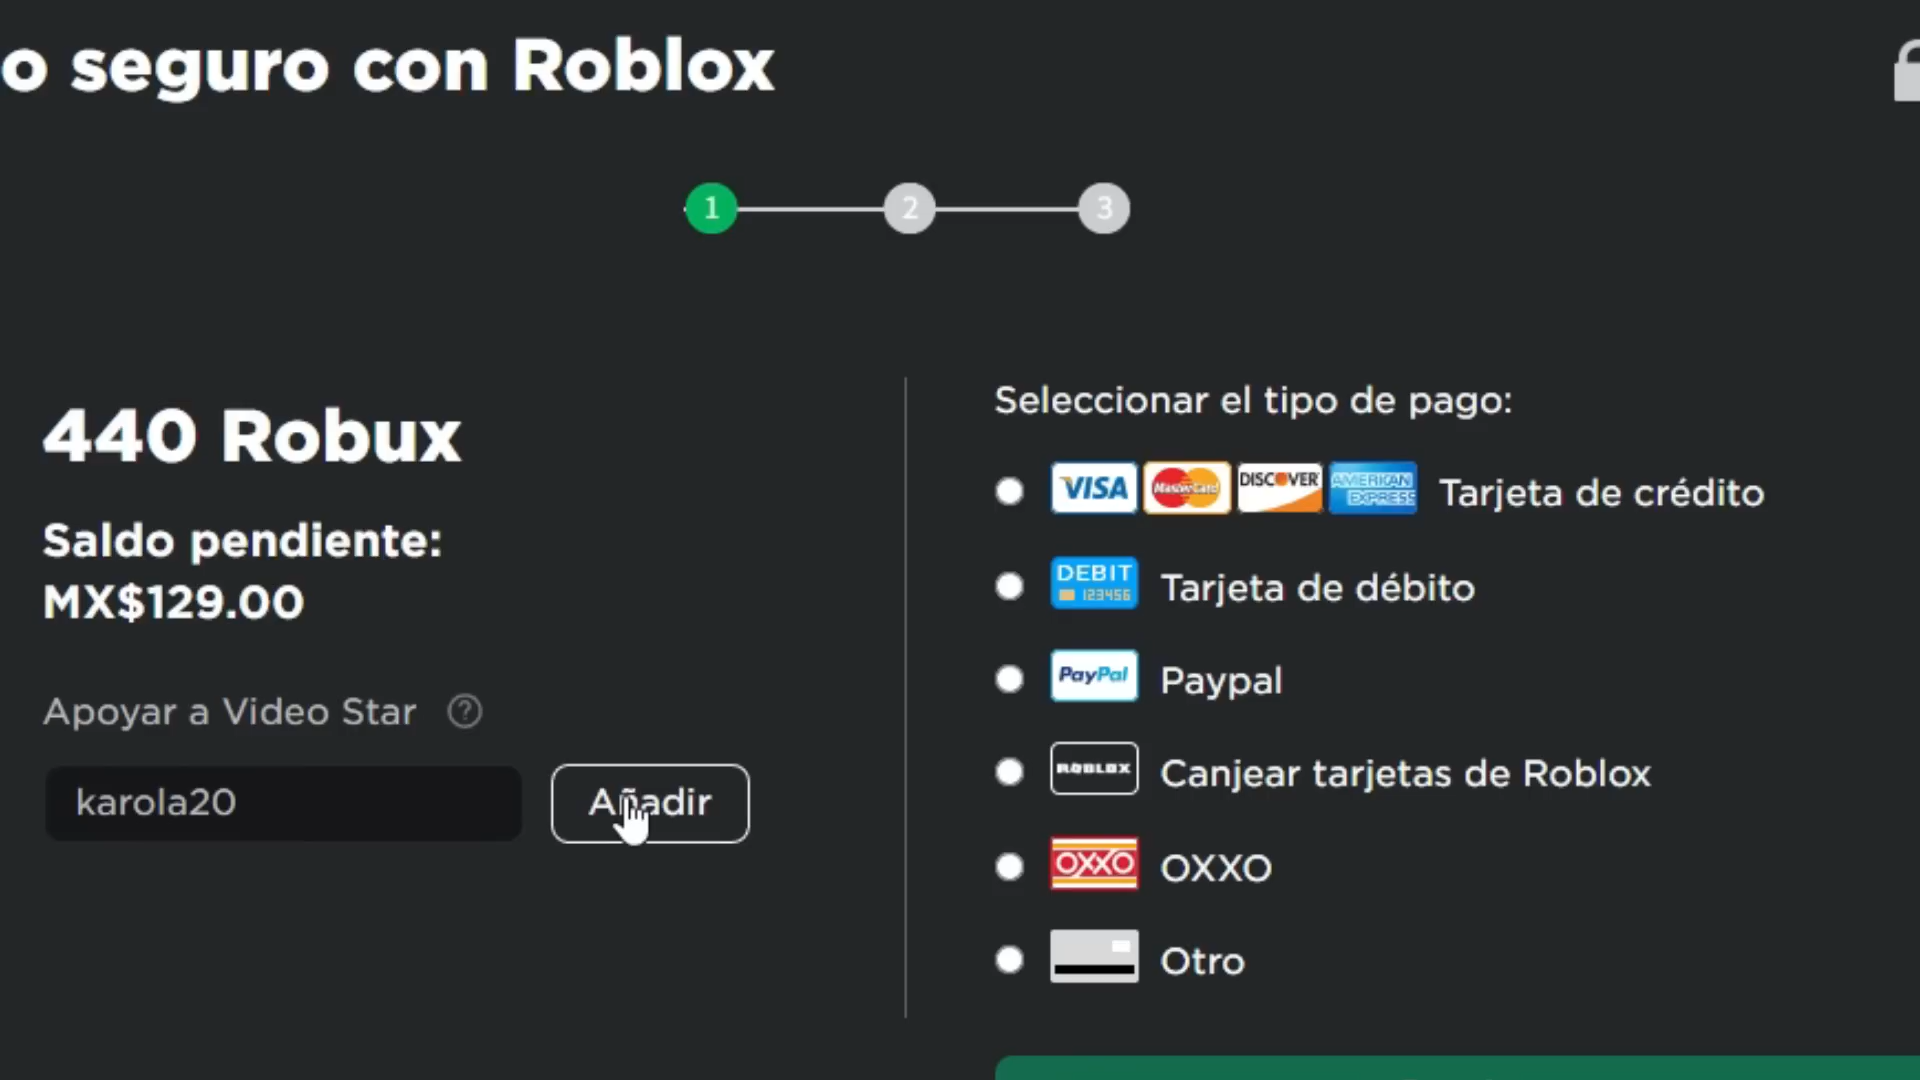 o seguro con Roblox
1 2 3
440 Robux
Saldo pendiente:
MX$129.00
Apoyar a Video Star ?
karola20 Añadir
Seleccionar el tipo de pago:
VISA MasterCard DISCOVER AMERICAN EXPRESS Tarjeta de crédito
DEBIT 123456 Tarjeta de débito
PayPal Paypal
ROBLOX Canjear tarjetas de Roblox
OXXO OXXO
Otro